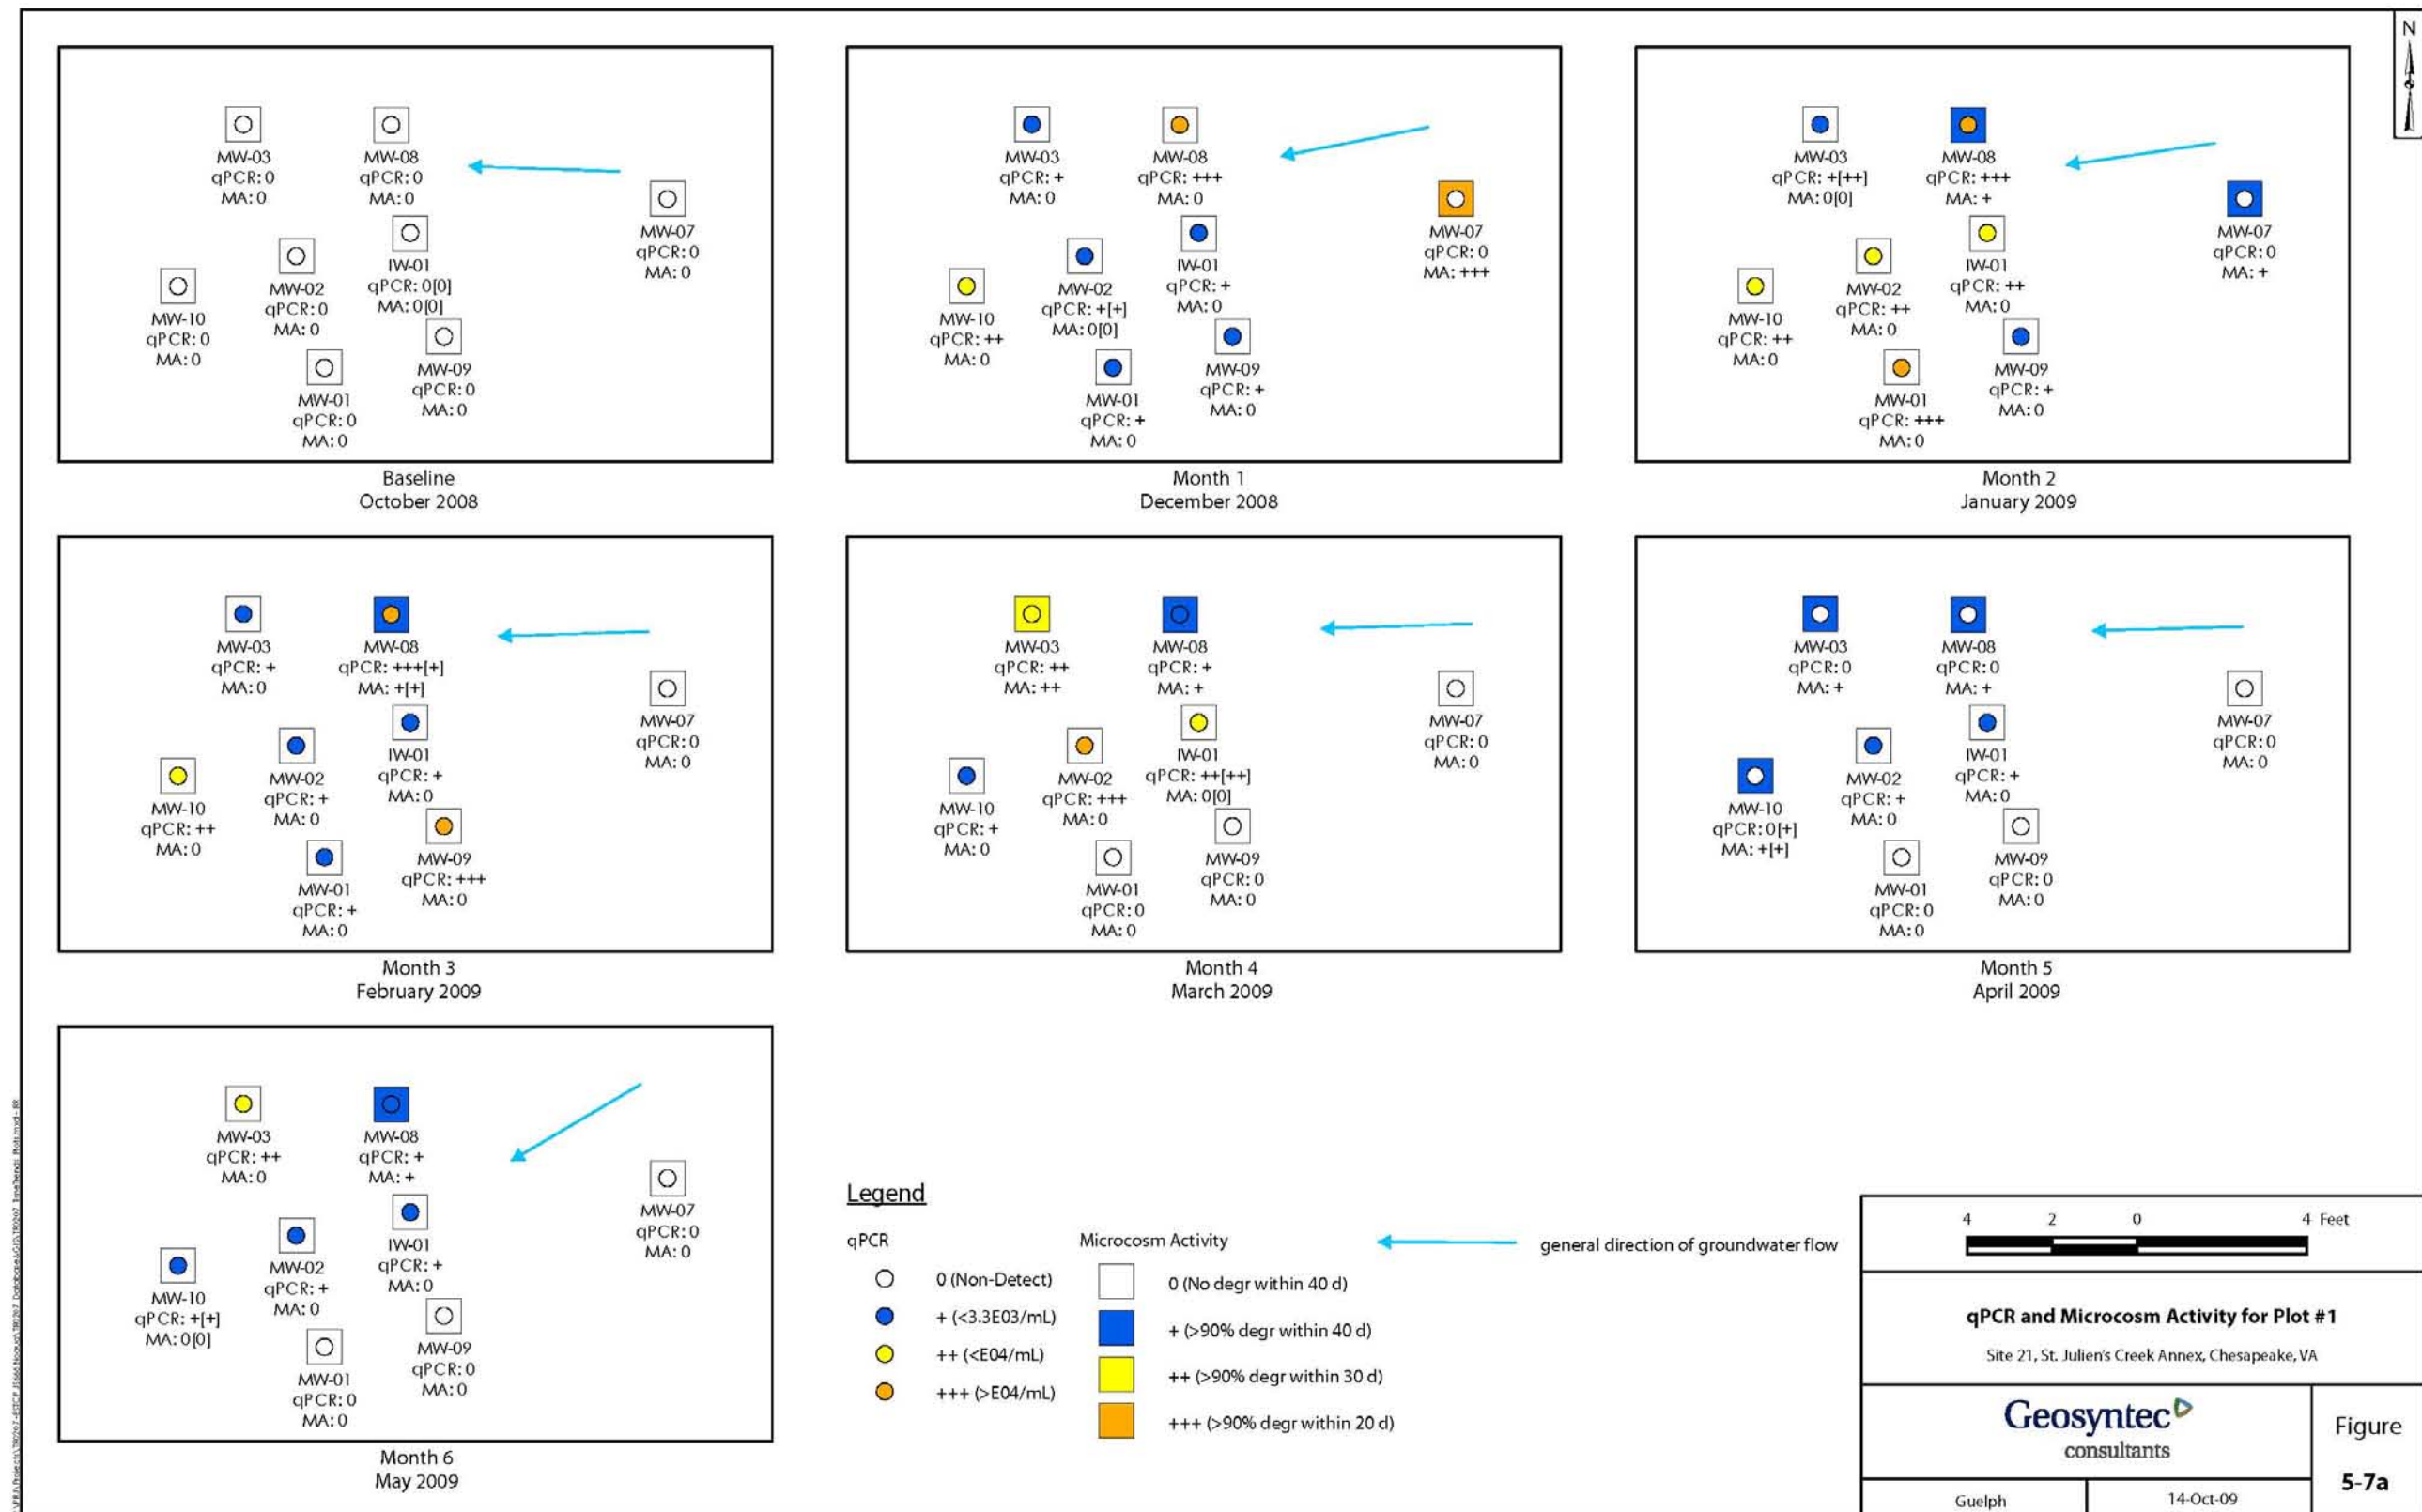 N
MW-03
qPCR: 0
MA: 0
MW-08
qPCR: 0
MA: 0
MW-07
qPCR: 0
MA: 0
IW-01
qPCR: 0[0]
MA: 0[0]
MW-02
qPCR: 0
MA: 0
MW-10
qPCR: 0
MA: 0
MW-09
qPCR: 0
MA: 0
MW-01
qPCR: 0
MA: 0
Baseline
October 2008
MW-03
qPCR: +
MA: 0
MW-08
qPCR: +++
MA: 0
MW-07
qPCR: 0
MA: +++
IW-01
qPCR: +
MA: 0
MW-02
qPCR: +[+]
MA: 0[0]
MW-10
qPCR: ++
MA: 0
MW-09
qPCR: +
MA: 0
MW-01
qPCR: +
MA: 0
Month 1
December 2008
MW-03
qPCR: +[++]
MA: 0[0]
MW-08
qPCR: +++
MA: +
MW-07
qPCR: 0
MA: +
IW-01
qPCR: ++
MA: 0
MW-02
qPCR: ++
MA: 0
MW-10
qPCR: ++
MA: 0
MW-09
qPCR: +
MA: 0
MW-01
qPCR: +++
MA: 0
Month 2
January 2009
MW-03
qPCR: +
MA: 0
MW-08
qPCR: +++[+]
MA: +[+]
MW-07
qPCR: 0
MA: 0
IW-01
qPCR: +
MA: 0
MW-02
qPCR: +
MA: 0
MW-10
qPCR: ++
MA: 0
MW-09
qPCR: +++
MA: 0
MW-01
qPCR: +
MA: 0
Month 3
February 2009
MW-03
qPCR: ++
MA: ++
MW-08
qPCR: +
MA: +
MW-07
qPCR: 0
MA: 0
IW-01
qPCR: ++[++]
MA: 0[0]
MW-02
qPCR: +++
MA: 0
MW-10
qPCR: +
MA: 0
MW-09
qPCR: 0
MA: 0
MW-01
qPCR: 0
MA: 0
Month 4
March 2009
MW-03
qPCR: 0
MA: +
MW-08
qPCR: 0
MA: +
MW-07
qPCR: 0
MA: 0
IW-01
qPCR: +
MA: 0
MW-02
qPCR: +
MA: 0
MW-10
qPCR: 0[+]
MA: +[+]
MW-09
qPCR: 0
MA: 0
MW-01
qPCR: 0
MA: 0
Month 5
April 2009
MW-03
qPCR: ++
MA: 0
MW-08
qPCR: +
MA: +
MW-07
qPCR: 0
MA: 0
IW-01
qPCR: +
MA: 0
MW-02
qPCR: +
MA: 0
MW-10
qPCR: +[+]
MA: 0[0]
MW-09
qPCR: 0
MA: 0
MW-01
qPCR: 0
MA: 0
Month 6
May 2009
Legend
qPCR
0 (Non-Detect)
+ (<3.3E03/mL)
++ (<E04/mL)
+++ (>E04/mL)
Microcosm Activity
0 (No degr within 40 d)
+ (>90% degr within 40 d)
++ (>90% degr within 30 d)
+++ (>90% degr within 20 d)
general direction of groundwater flow
4 2 0 4 Feet
qPCR and Microcosm Activity for Plot #1
Site 21, St. Julien's Creek Annex, Chesapeake, VA
Geosyntec
consultants
Figure
5-7a
Guelph
14-Oct-09